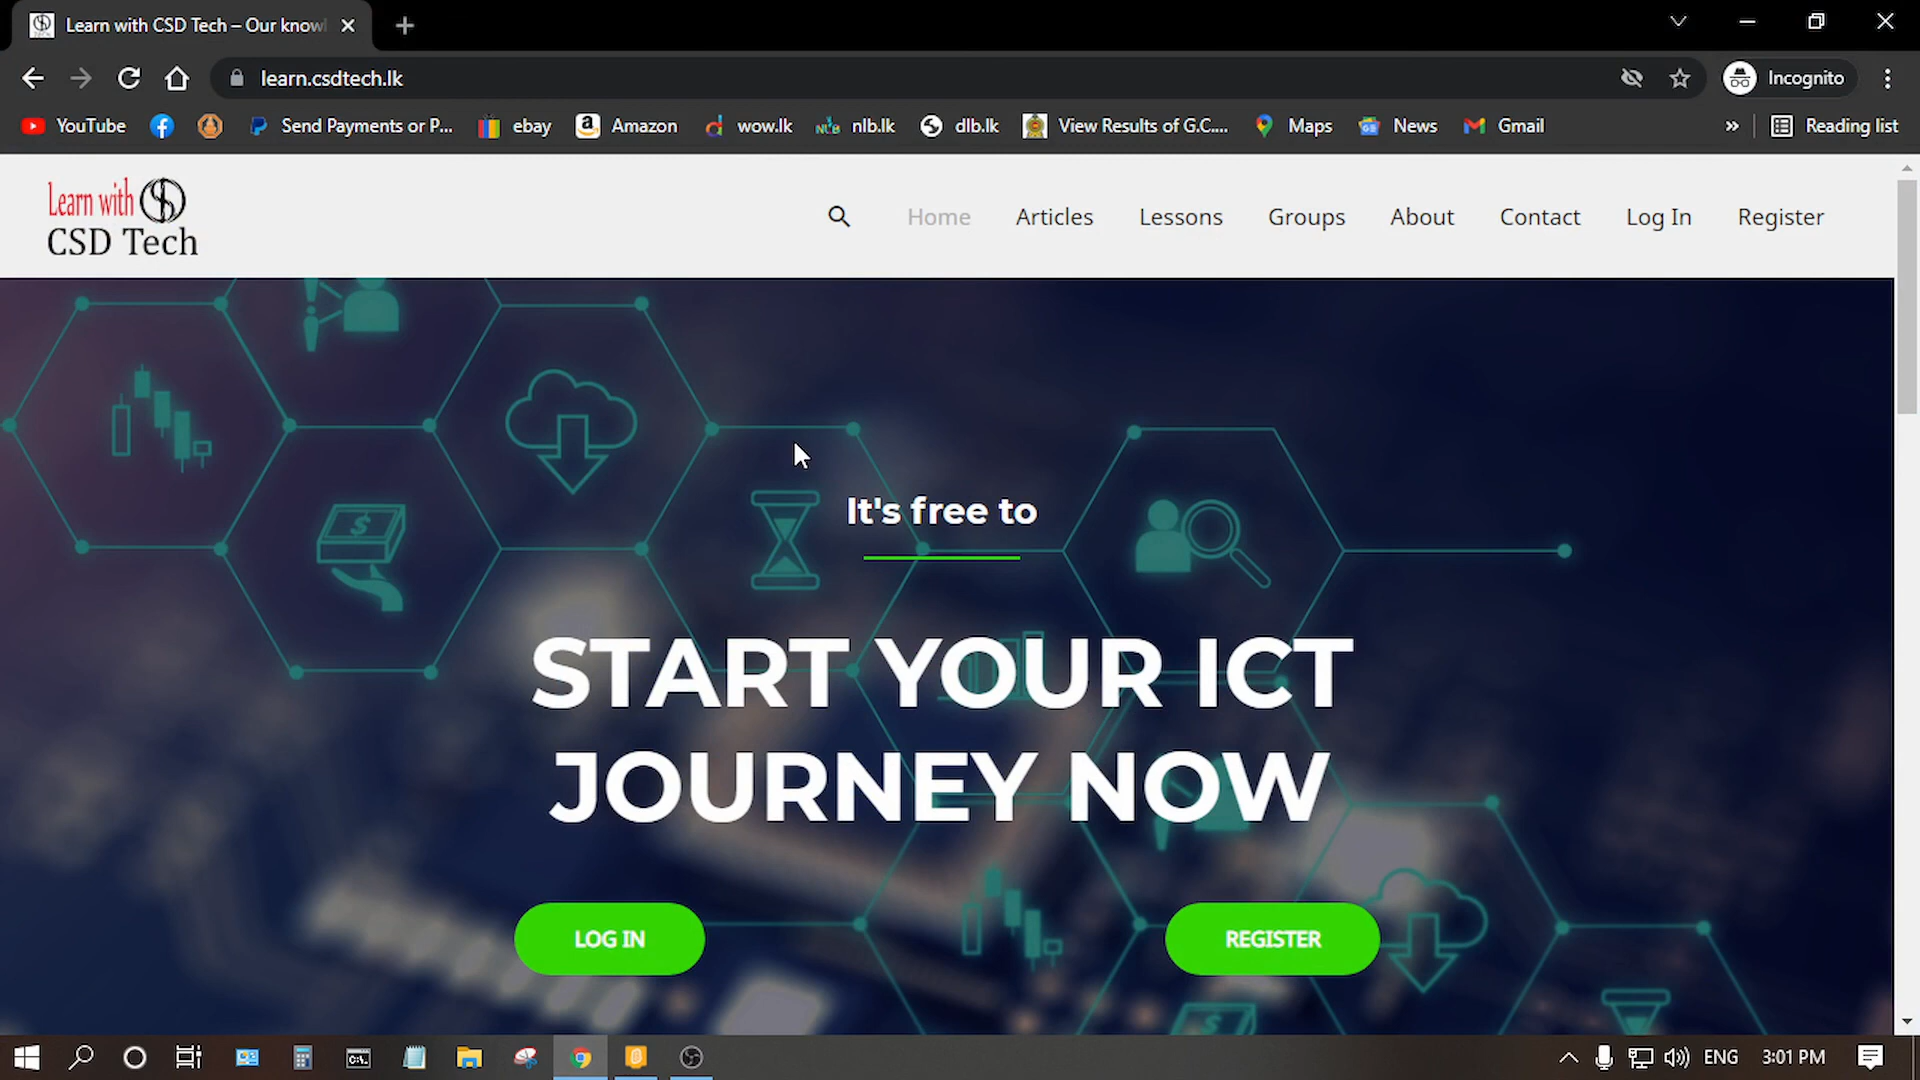 Learn with CSD Tech – Our know
learn.csdtech.lk
Incognito
YouTube
Send Payments or P...
ebay
Amazon
wow.lk
nlb.lk
dlb.lk
View Results of G.C....
Maps
News
Gmail
»
Reading list
Learn with
CSD Tech
Home
Articles
Lessons
Groups
About
Contact
Log In
Register
It's free to
START YOUR ICT
JOURNEY NOW
LOG IN
REGISTER
ENG
3:01 PM